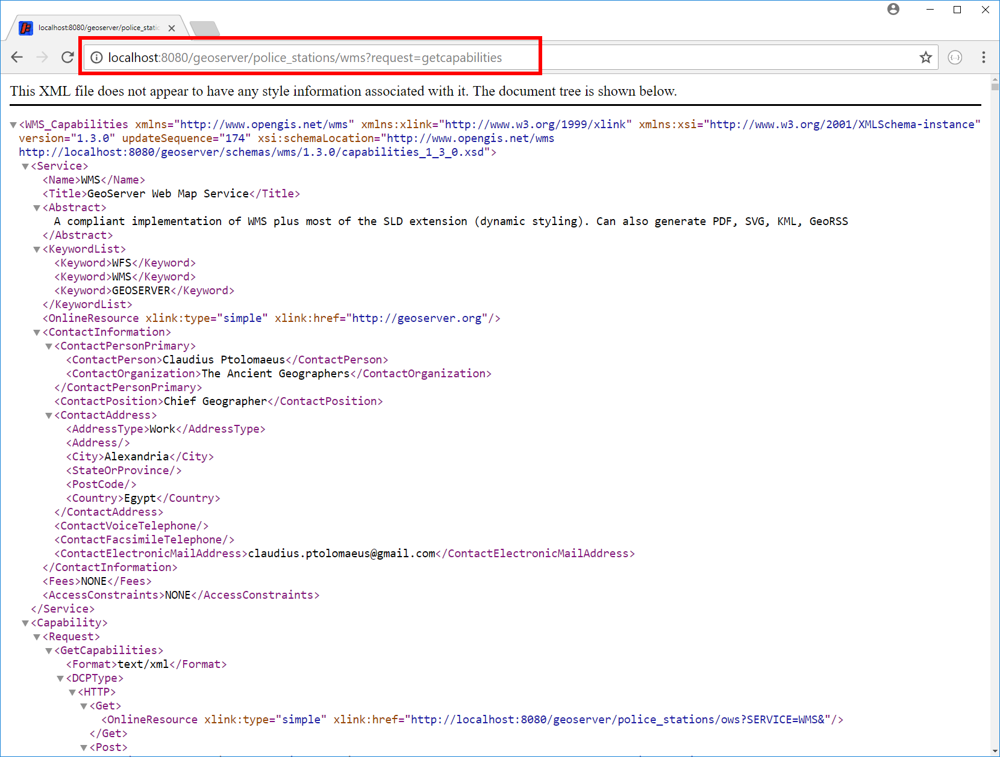 localhost:8080/geoserver/police_static
localhost:8080/geoserver/police_stations/wms?request=getcapabilities
This XML file does not appear to have any style information associated with it. The document tree is shown below.
<WMS_Capabilities xmlns="http://www.opengis.net/wms" xmlns:xlink="http://www.w3.org/1999/xlink" xmlns:xsi="http://www.w3.org/2001/XMLSchema-instance"
version="1.3.0" updateSequence="174" xsi:schemaLocation="http://www.opengis.net/wms
http://localhost:8080/geoserver/schemas/wms/1.3.0/capabilities_1_3_0.xsd">
<Service>
<Name>WMS</Name>
<Title>GeoServer Web Map Service</Title>
<Abstract>
A compliant implementation of WMS plus most of the SLD extension (dynamic styling). Can also generate PDF, SVG, KML, GeoRSS
</Abstract>
<KeywordList>
<Keyword>WFS</Keyword>
<Keyword>WMS</Keyword>
<Keyword>GEOSERVER</Keyword>
</KeywordList>
<OnlineResource xlink:type="simple" xlink:href="http://geoserver.org"/>
<ContactInformation>
<ContactPersonPrimary>
<ContactPerson>Claudius Ptolomaeus</ContactPerson>
<ContactOrganization>The Ancient Geographers</ContactOrganization>
</ContactPersonPrimary>
<ContactPosition>Chief Geographer</ContactPosition>
<ContactAddress>
<AddressType>Work</AddressType>
<Address/>
<City>Alexandria</City>
<StateOrProvince/>
<PostCode/>
<Country>Egypt</Country>
</ContactAddress>
<ContactVoiceTelephone/>
<ContactFacsimileTelephone/>
<ContactElectronicMailAddress>claudius.ptolomaeus@gmail.com</ContactElectronicMailAddress>
</ContactInformation>
<Fees>NONE</Fees>
<AccessConstraints>NONE</AccessConstraints>
</Service>
<Capability>
<Request>
<GetCapabilities>
<Format>text/xml</Format>
<DCPType>
<HTTP>
<Get>
<OnlineResource xlink:type="simple" xlink:href="http://localhost:8080/geoserver/police_stations/ows?SERVICE=WMS&"/>
</Get>
<Post>